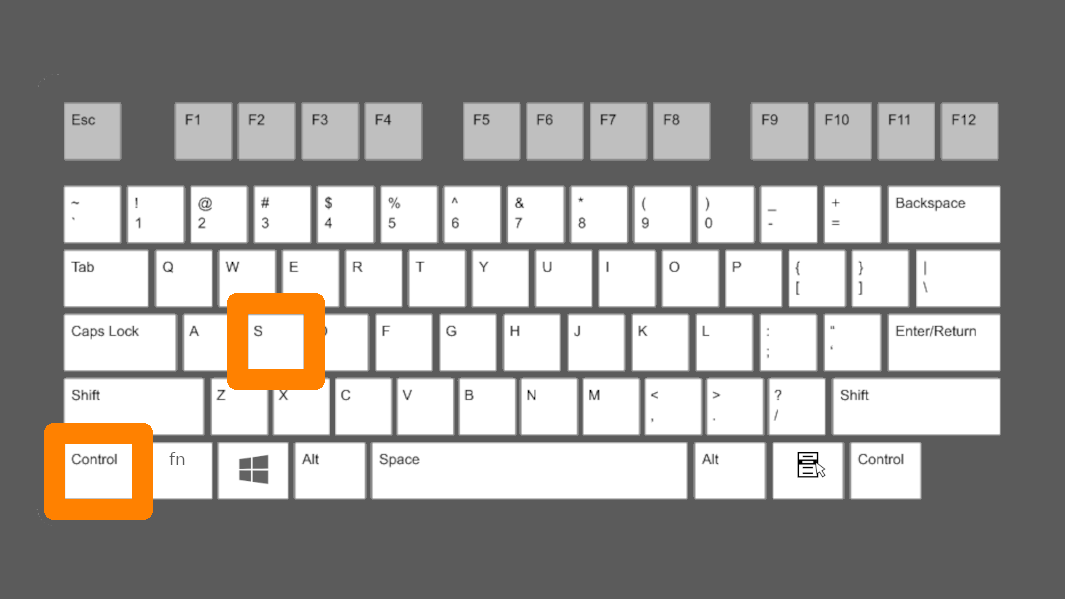 Esc F1 F2 F3 F4 F5 F6 F7 F8 F9 F10 F11 F12
~ ! @ # $ % ^ & * ( ) _ + Backspace
` 1 2 3 4 5 6 7 8 9 0 - =
Tab Q W E R T Y U I O P { } |
[ ] \
Caps Lock A S F G H J K L : " Enter/Return
; '
Shift Z X C V B N M < > ? Shift
, . /
Control fn Alt Space Alt Control